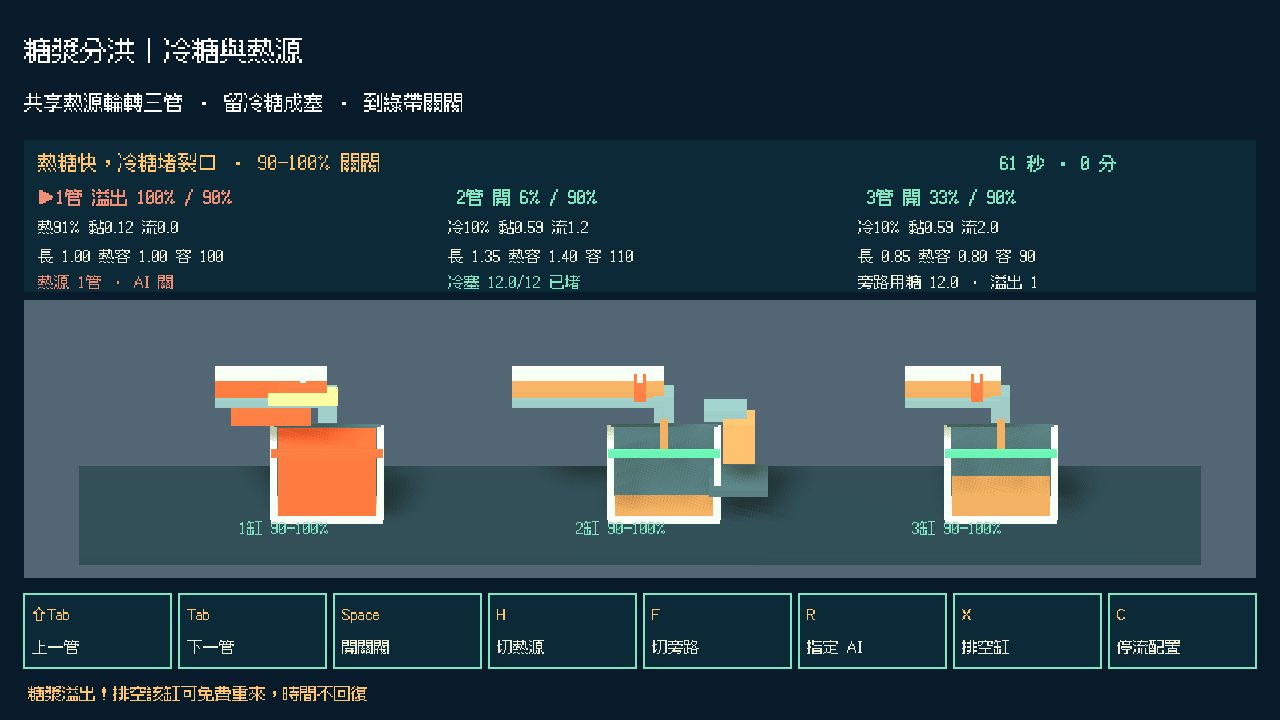 糖漿分洪｜冷糖與熱源
共享熱源輪轉三管 · 留冷糖成塞 · 到綠帶關閥
熱糖快，冷糖堵裂口 · 90-100% 關閥
61 秒 · 0 分
▶1管 溢出 100% / 90%
2管 開 6% / 90%
3管 開 33% / 90%
熱91% 黏0.12 流0.0
冷10% 黏0.59 流1.2
冷10% 黏0.59 流2.0
長 1.00 熱容 1.00 容 100
長 1.35 熱容 1.40 容 110
長 0.85 熱容 0.80 容 90
熱源 1管 · AI 關
冷塞 12.0/12 已堵
旁路用糖 12.0 · 溢出 1
1缸 90-100%
2缸 90-100%
3缸 90-100%
⇧Tab
上一管
Tab
下一管
Space
開關閥
H
切熱源
F
切旁路
R
指定 AI
X
排空缸
C
停流配置
糖漿溢出！排空該缸可免費重來，時間不回復